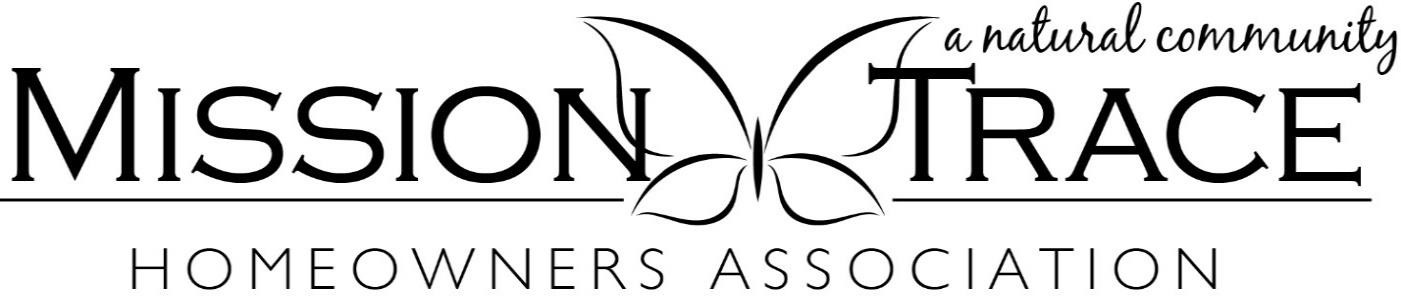 a natural community
MISSION TRACE
HOMEOWNERS ASSOCIATION